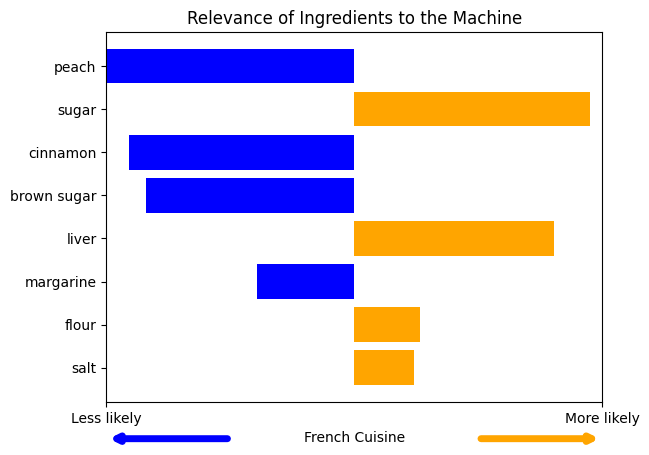 Relevance of Ingredients to the Machine
peach
sugar
cinnamon
brown sugar
liver
margarine
flour
salt
Less likely
More likely
French Cuisine